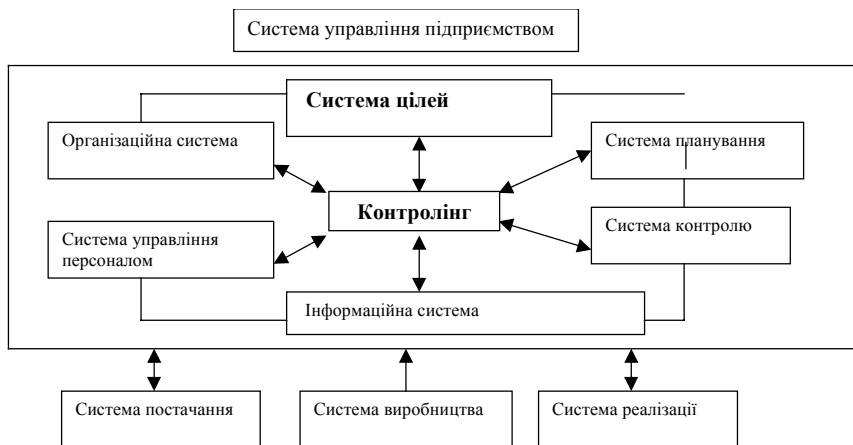 Система управління підприємством
Система цілей
Організаційна система
Система планування
Контролінг
Система управління
персоналом
Система контролю
Інформаційна система
Система постачання
Система виробництва
Система реалізації